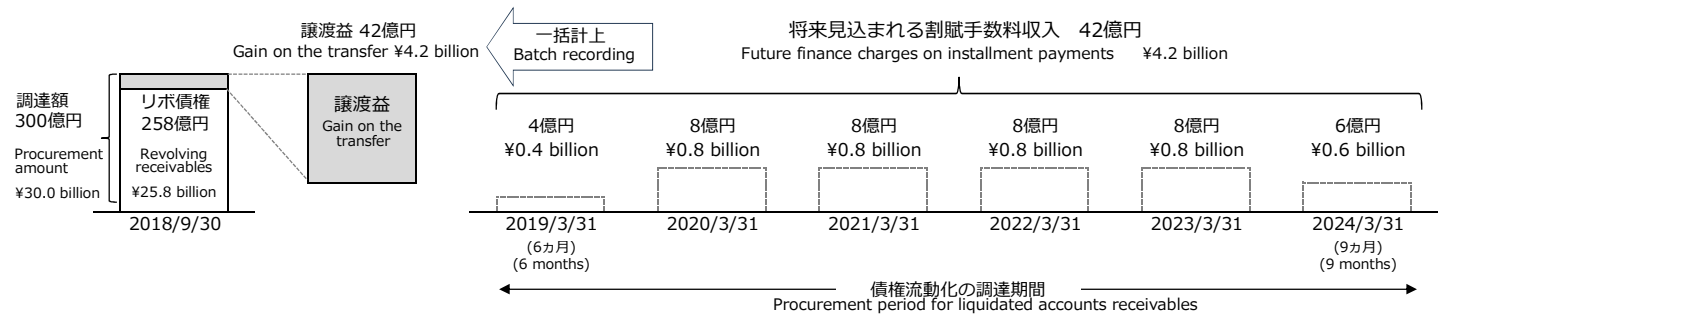 譲渡益 42億円
Gain on the transfer ¥4.2 billion
一括計上
Batch recording
将来見込まれる割賦手数料収入　42億円
Future finance charges on installment payments　¥4.2 billion
調達額
300億円
Procurement
amount
¥30.0 billion
リボ債権
258億円
Revolving
receivables
¥25.8 billion
2018/9/30
譲渡益
Gain on the
transfer
4億円
¥0.4 billion
2019/3/31
(6ヵ月)
(6 months)
8億円
¥0.8 billion
2020/3/31
8億円
¥0.8 billion
2021/3/31
8億円
¥0.8 billion
2022/3/31
8億円
¥0.8 billion
2023/3/31
6億円
¥0.6 billion
2024/3/31
(9ヵ月)
(9 months)
債権流動化の調達期間
Procurement period for liquidated accounts receivables